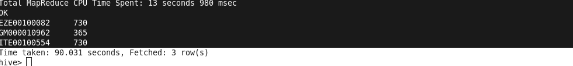 Total MapReduce CPU Time Spent: 13 seconds 980 msec
OK
EZE00100082 730
GM000010962 365
ITE00100554 730
Time taken: 90.031 seconds, Fetched: 3 row(s)
hive>